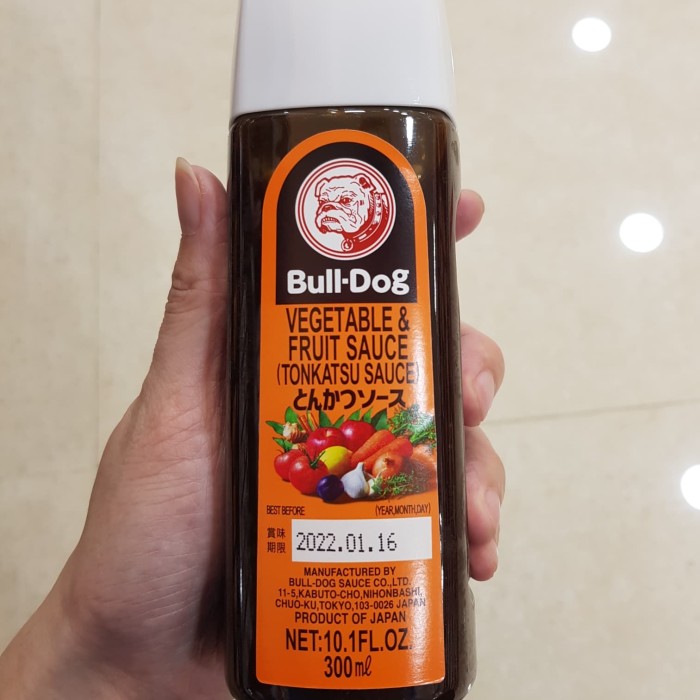 Bull-Dog
VEGETABLE &
FRUIT SAUCE
(TONKATSU SAUCE)
とんかつソース
BEST BEFORE (YEAR,MONTH,DAY)
賞味
期限 2022.01.16
MANUFACTURED BY
BULL-DOG SAUCE CO.,LTD.
11-5,KABUTO-CHO,NIHONBASHI,
CHUO-KU,TOKYO,103-0026 JAPAN
PRODUCT OF JAPAN
NET:10.1FL.OZ.
300ml